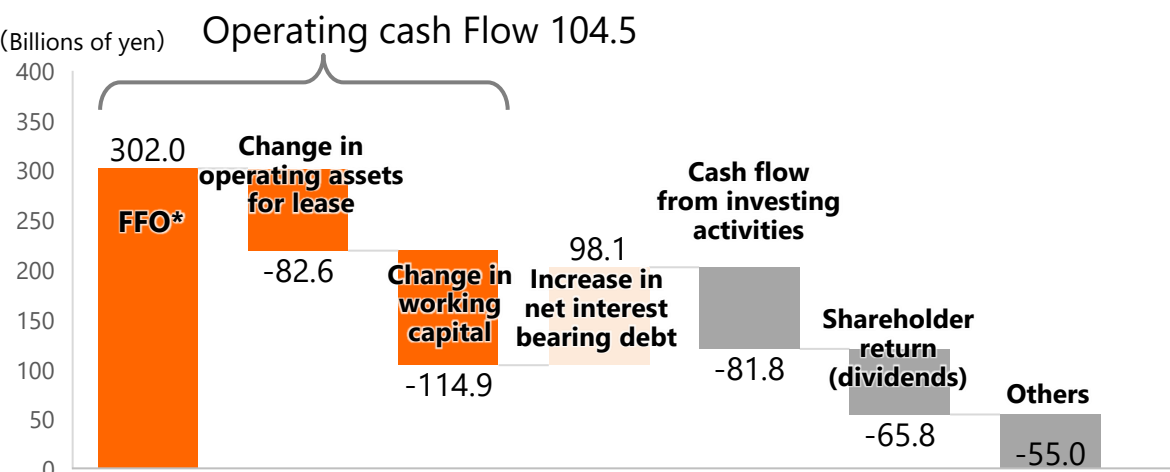 (Billions of yen)
Operating cash Flow 104.5
400
350
300
250
200
150
100
50
0
302.0
FFO*
Change in
operating assets
for lease
-82.6
Change in
working
capital
-114.9
98.1
Increase in
net interest
bearing debt
Cash flow
from investing
activities
-81.8
Shareholder
return
(dividends)
-65.8
Others
-55.0